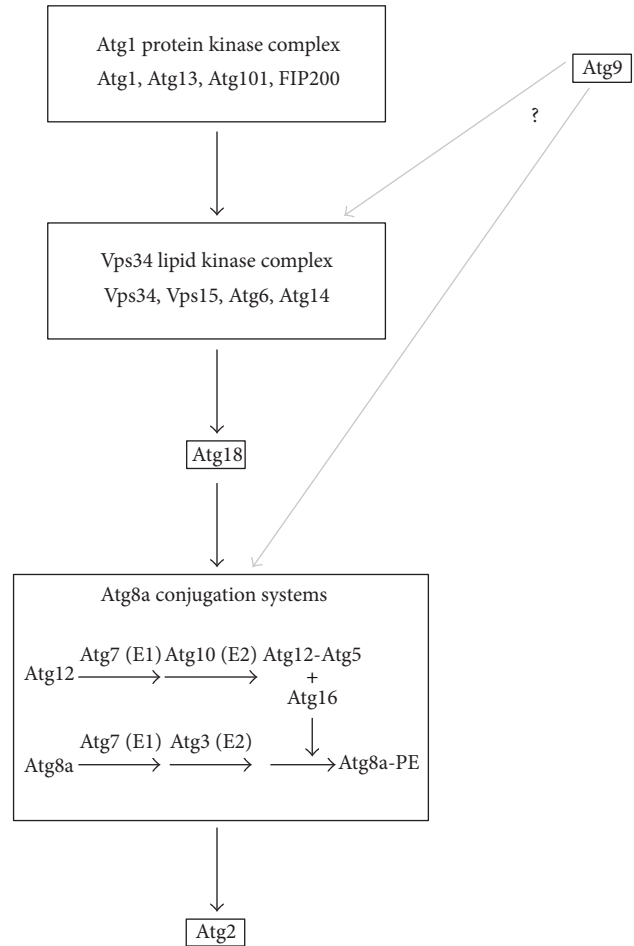 Atg1 protein kinase complex
Atg1, Atg13, Atg101, FIP200
Atg9
?
Vps34 lipid kinase complex
Vps34, Vps15, Atg6, Atg14
Atg18
Atg8a conjugation systems
Atg7 (E1) Atg10 (E2) Atg12-Atg5
Atg12
+
Atg16
Atg7 (E1) Atg3 (E2)
Atg8a
Atg8a-PE
Atg2